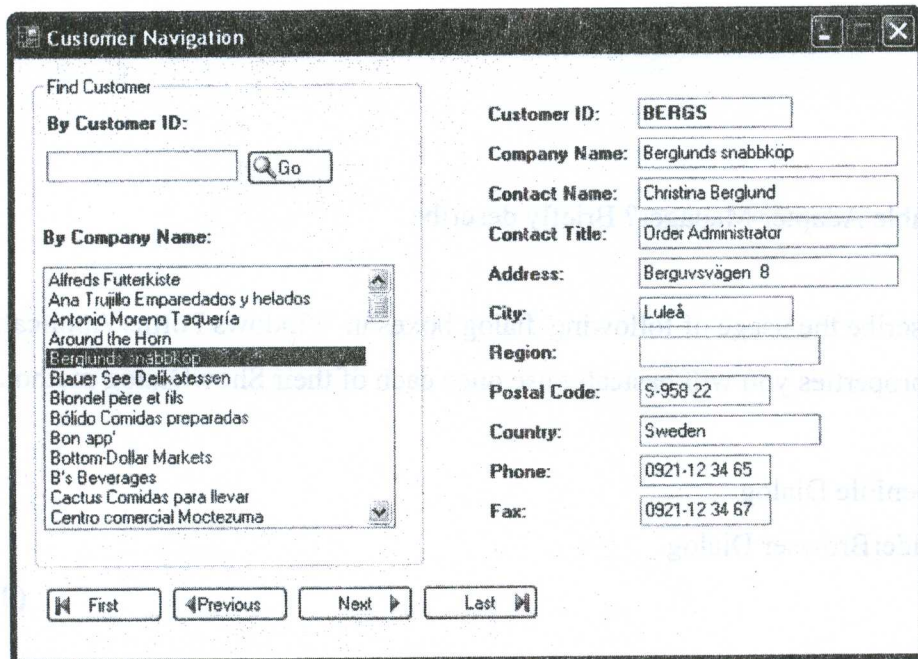 Customer Navigation
Find Customer
By Customer ID:
Go
By Company Name:
Alfreds Futterkiste
Ana Trujillo Emparedados y helados
Antonio Moreno Taquería
Around the Horn
Berglunds snabbköp
Blauer See Delikatessen
Blondel père et fils
Bólido Comidas preparadas
Bon app'
Bottom-Dollar Markets
B's Beverages
Cactus Comidas para llevar
Centro comercial Moctezuma
Customer ID: BERGS
Company Name: Berglunds snabbköp
Contact Name: Christina Berglund
Contact Title: Order Administrator
Address: Berguvsvägen 8
City: Luleå
Region:
Postal Code: S-958 22
Country: Sweden
Phone: 0921-12 34 65
Fax: 0921-12 34 67
First
Previous
Next
Last